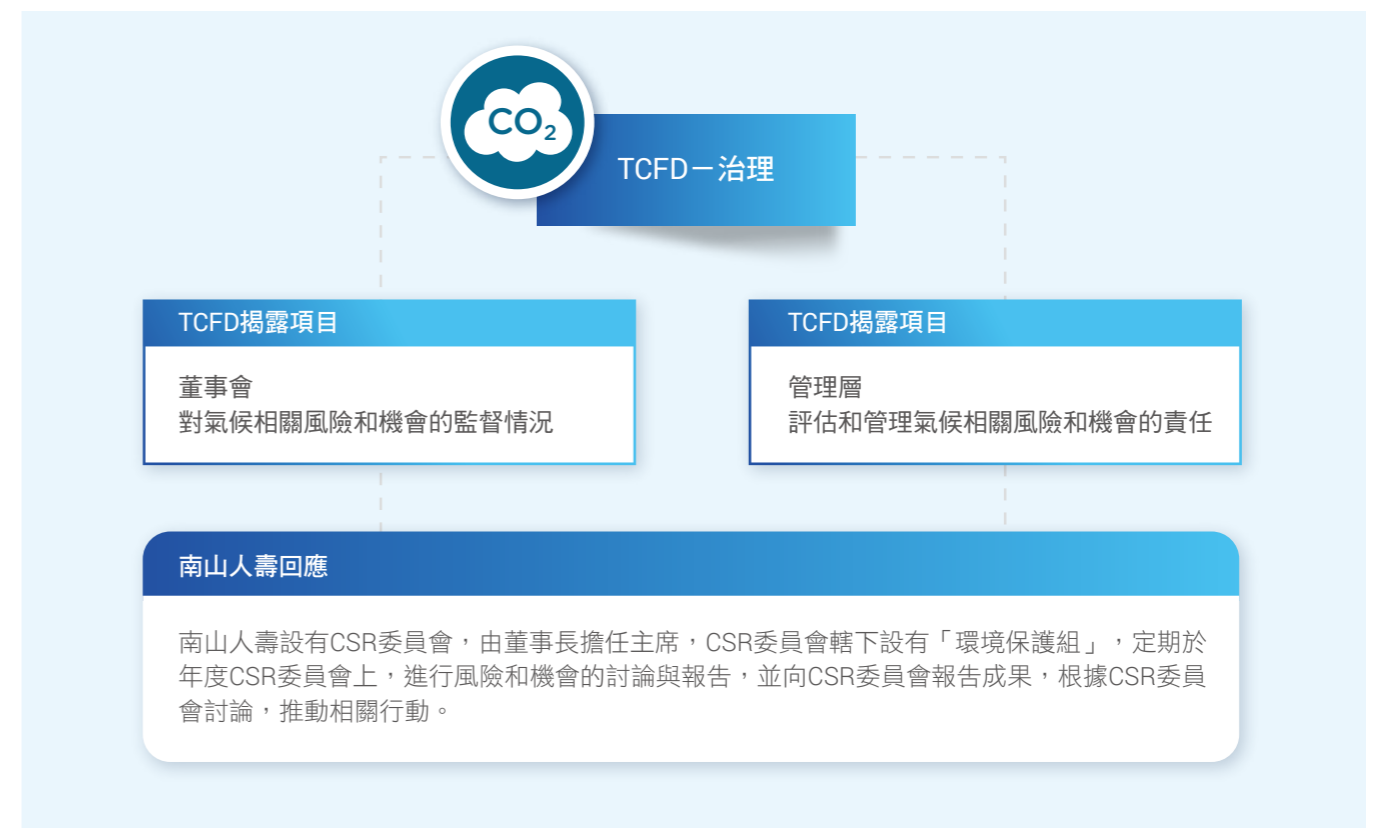 CO₂
TCFD－治理
TCFD揭露項目
董事會
對氣候相關風險和機會的監督情況
TCFD揭露項目
管理層
評估和管理氣候相關風險和機會的責任
南山人壽回應
南山人壽設有CSR委員會，由董事長擔任主席，CSR委員會轄下設有「環境保護組」，定期於
年度CSR委員會上，進行風險和機會的討論與報告，並向CSR委員會報告成果，根據CSR委員
會討論，推動相關行動。